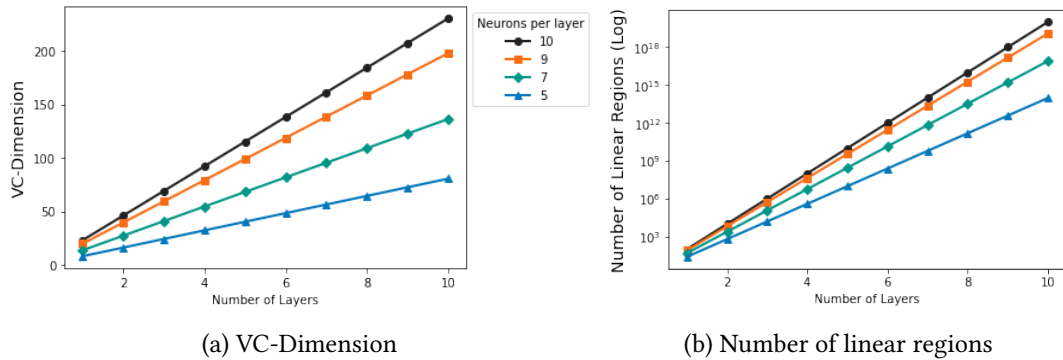 Neurons per layer
10
9
7
5
VC-Dimension
200
150
100
50
0
2 4 6 8 10
Number of Layers
(a) VC-Dimension
Number of Linear Regions (Log)
10^18
10^15
10^12
10^9
10^6
10^3
2 4 6 8 10
Number of Layers
(b) Number of linear regions